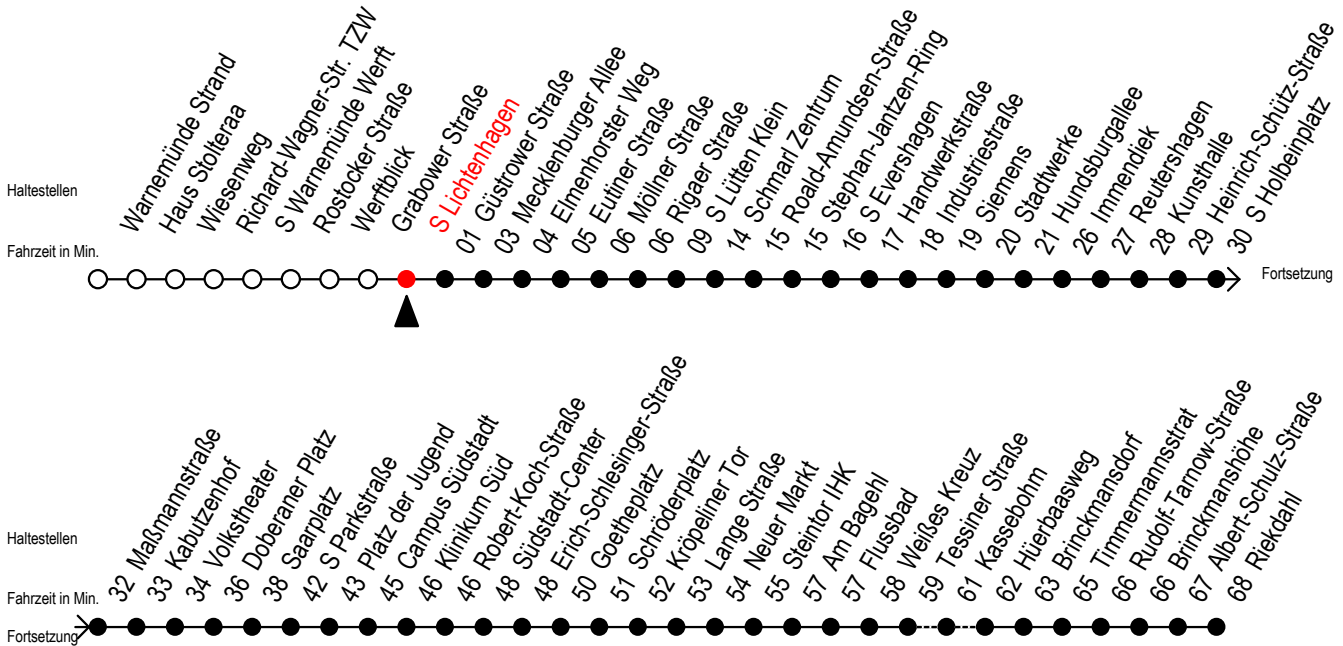 Haltestellen
Fahrzeit in Min.
Warnemünde Strand
Haus Stolteraa
Wiesenweg
Richard-Wagner-Str. TZW
S Warnemünde Werft
Rostocker Straße
Werftblick
Grabower Straße
S Lichtenhagen
01 Güstrower Straße
03 Mecklenburger Allee
04 Elmenhorster Weg
05 Eutiner Straße
06 Möllner Straße
06 Rigaer Straße
09 S Lütten Klein
14 Schmarl Zentrum
15 Roald-Amundsen-Straße
15 Stephan-Jantzen-Ring
16 S Evershagen
17 Handwerkstraße
18 Industriestraße
19 Siemens
20 Stadtwerke
21 Hundsburgallee
26 Immendiek
27 Reutershagen
28 Kunsthalle
29 Heinrich-Schütz-Straße
30 S Holbeinplatz
Fortsetzung
Haltestellen
Fahrzeit in Min.
Fortsetzung
32 Maßmannstraße
33 Kabutzenhof
34 Volkstheater
36 Doberaner Platz
38 Saarplatz
42 S Parkstraße
43 Platz der Jugend
45 Campus Südstadt
46 Klinikum Süd
46 Robert-Koch-Straße
48 Südstadt-Center
48 Erich-Schlesinger-Straße
50 Goetheplatz
51 Schröderplatz
52 Kröpeliner Tor
53 Lange Straße
54 Neuer Markt
55 Steintor IHK
57 Am Bagehl
57 Flussbad
58 Weißes Kreuz
59 Tessiner Straße
61 Kassebohm
62 Hüerbaasweg
63 Brinckmansdorf
65 Timmermannsstrat
66 Rudolf-Tarnow-Straße
66 Brinckmanshöhe
67 Albert-Schulz-Straße
68 Riekdahl